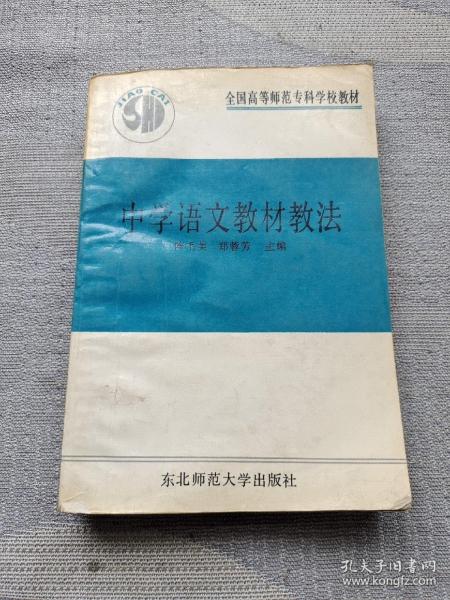 JIAO CAI
全国高等师范专科学校教材
中学语文教材教法
郑蓉芳 主编
东北师范大学出版社
孔夫子旧书网
www.kongfz.com